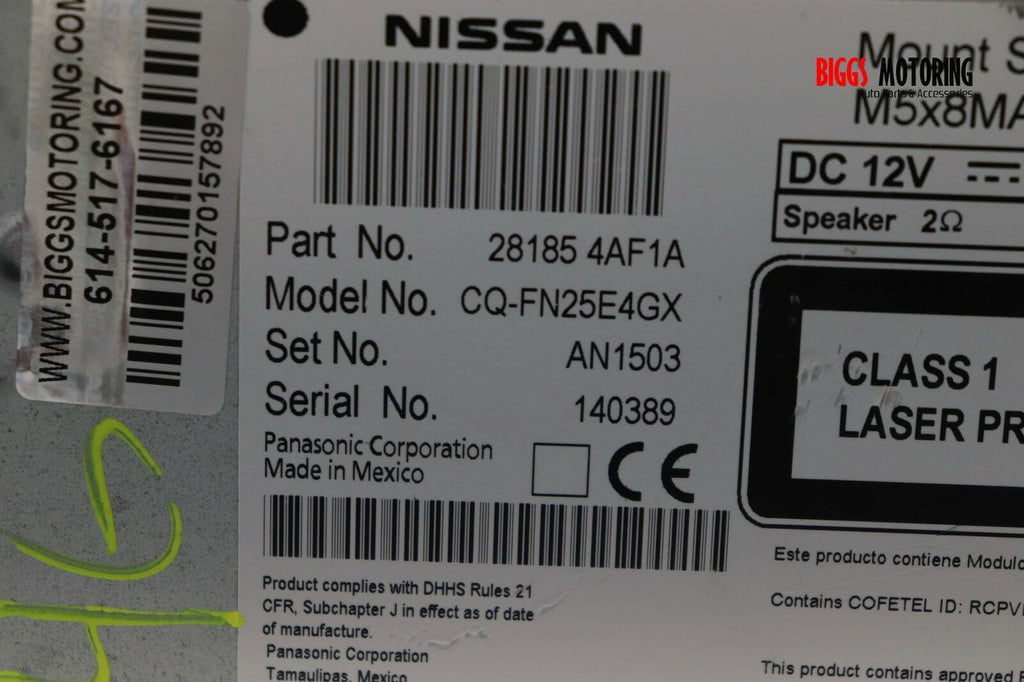 WWW.BIGGSMOTORING.COM
614-517-6167
506270157892
NISSAN
Part No. 28185 4AF1A
Model No. CQ-FN25E4GX
Set No. AN1503
Serial No. 140389
Panasonic Corporation
Made in Mexico
CE
Product complies with DHHS Rules 21
CFR, Subchapter J in effect as of date
of manufacture.
Panasonic Corporation
Tamaulipas, Mexico
Mount S
M5x8MA
BIGGS MOTORING
Auto Parts & Accessories
DC 12V
Speaker 2Ω
CLASS 1
LASER PR
Este producto contiene Modulo
Contains COFETEL ID: RCPV
This product contains approved